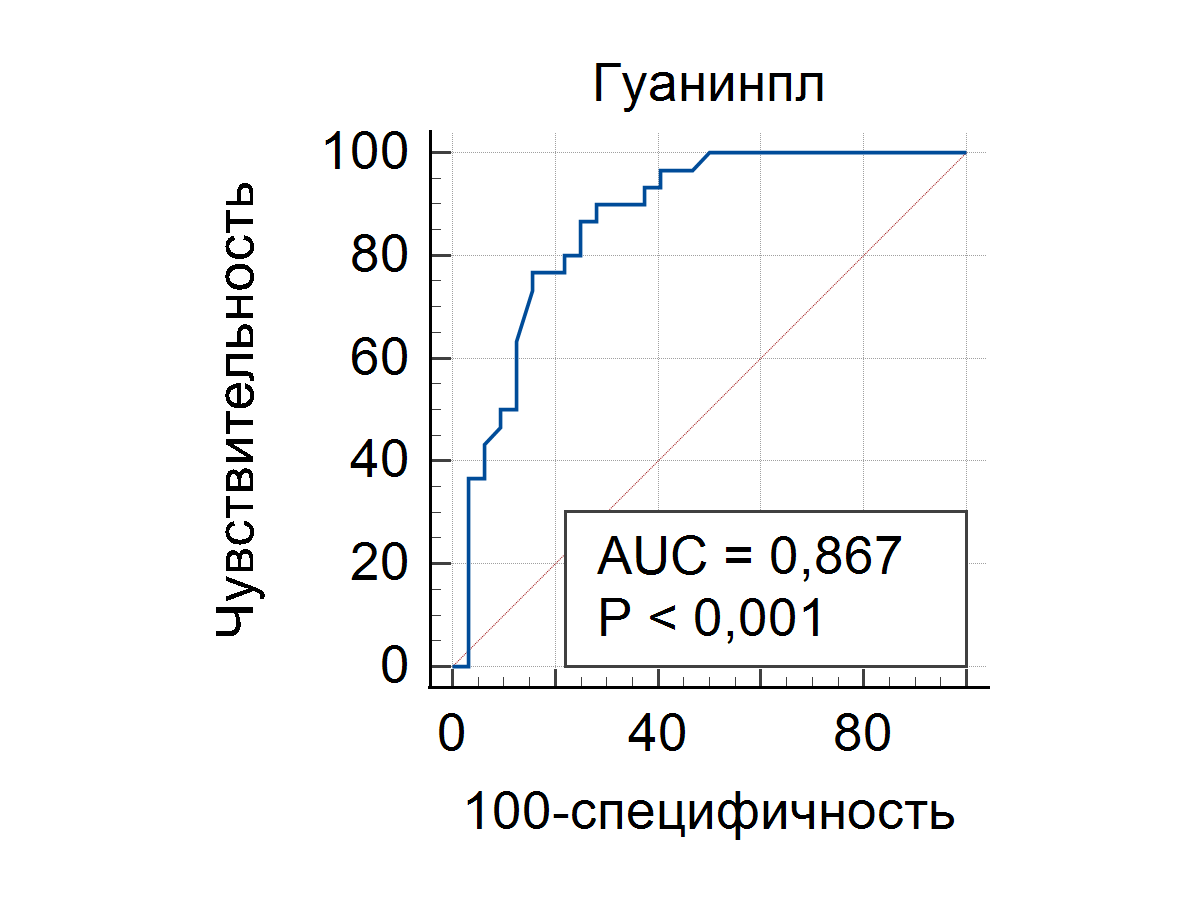 Гуанинпл
Чувствительность
100
80
60
40
20
0
AUC = 0,867
P < 0,001
0 40 80
100-специфичность